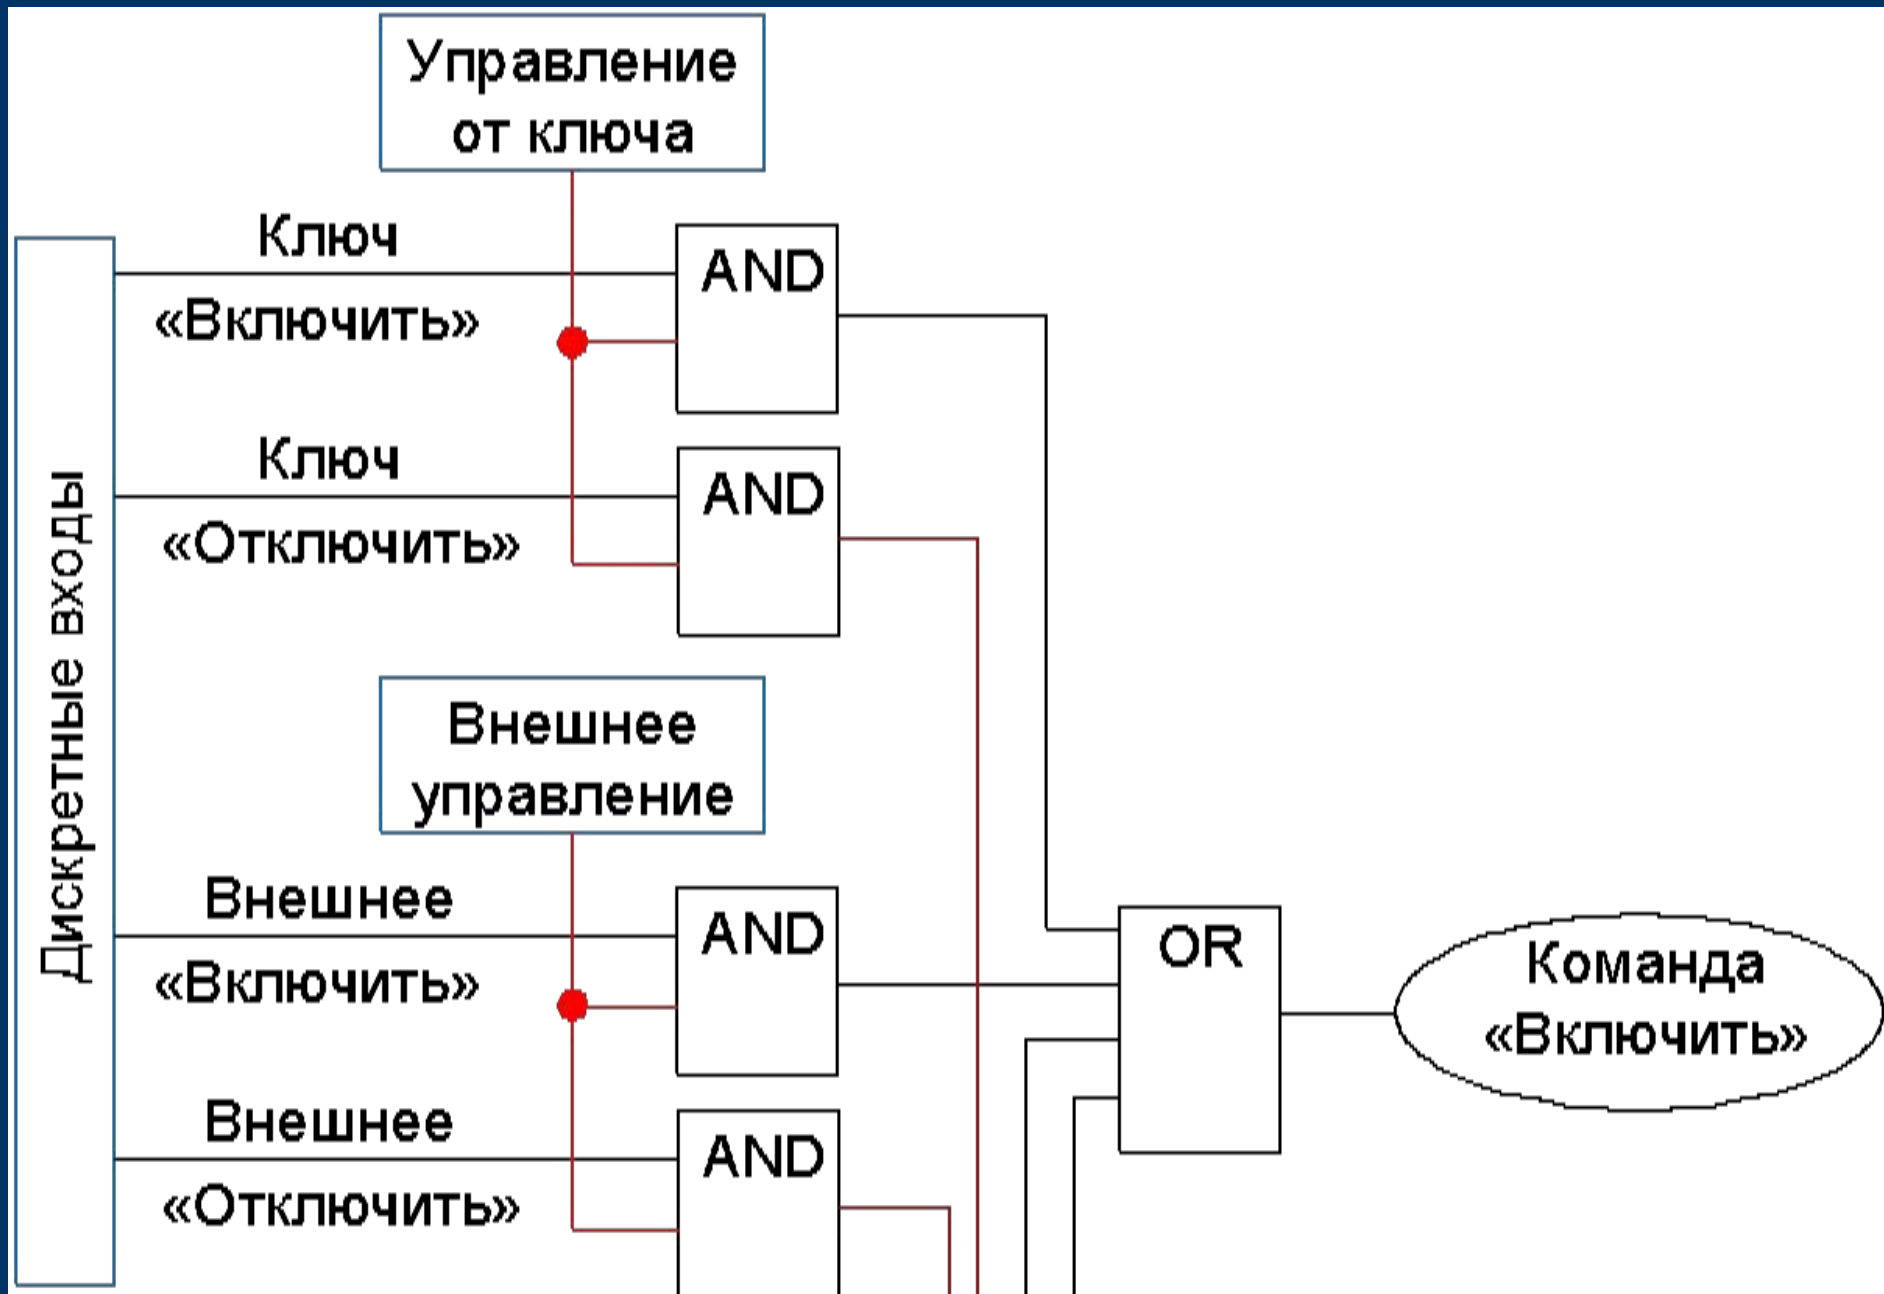 Управление
от ключа
Дискретные входы
Ключ
«Включить»
AND
Ключ
«Отключить»
AND
Внешнее
управление
Внешнее
«Включить»
AND
OR
Команда
«Включить»
Внешнее
«Отключить»
AND